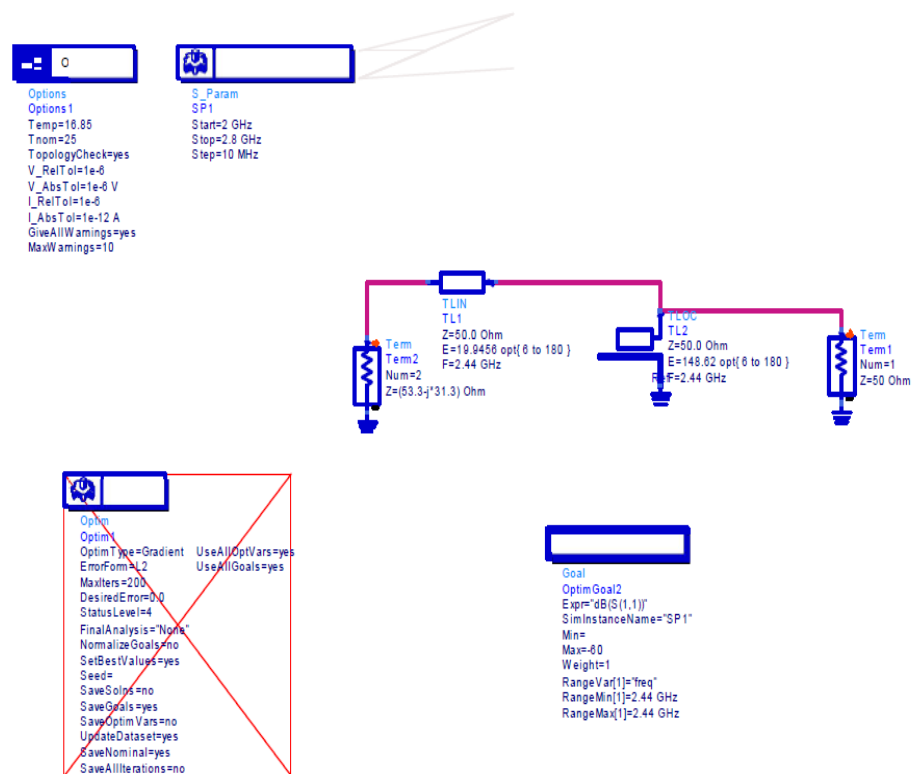 O
Options
Options1
Temp=16.85
Tnom=25
TopologyCheck=yes
V_RelTol=1e-6
V_AbsTol=1e-6 V
I_RelTol=1e-6
I_AbsTol=1e-12 A
GiveAllWarnings=yes
MaxWarnings=10
S_Param
SP1
Start=2 GHz
Stop=2.8 GHz
Step=10 MHz
TLIN
TL1
Z=50.0 Ohm
E=19.9456 opt{ 6 to 180 }
F=2.44 GHz
Term
Term2
Num=2
Z=(53.3-j*31.3) Ohm
TLOC
TL2
Z=50.0 Ohm
E=148.62 opt{ 6 to 180 }
F=2.44 GHz
Term
Term1
Num=1
Z=50 Ohm
Optim
Optim1
OptimType=Gradient UseAllOptVars=yes
ErrorForm=L2 UseAllGoals=yes
MaxIters=200
DesiredError=0.0
StatusLevel=4
FinalAnalysis="None"
NormalizeGoals=no
SetBestValues=yes
Seed=
SaveSolns=no
SaveGoals=yes
SaveOptimVars=no
UpdateDataset=yes
SaveNominal=yes
SaveAllIterations=no
Goal
OptimGoal2
Expr="dB(S(1,1))"
SimInstanceName="SP1"
Min=
Max=-60
Weight=1
RangeVar[1]="freq"
RangeMin[1]=2.44 GHz
RangeMax[1]=2.44 GHz